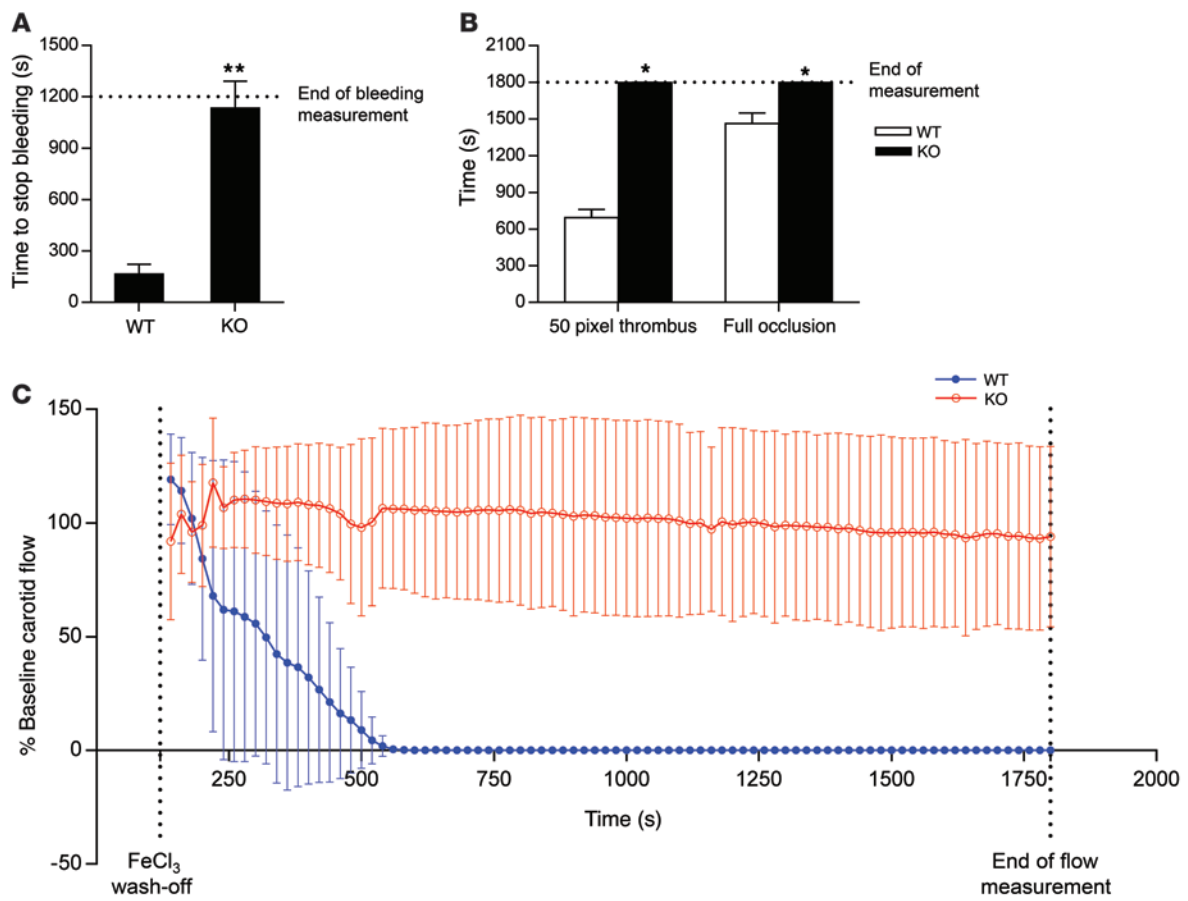 A
Time to stop bleeding (s)
1500
1200
900
600
300
0
**
End of bleeding
measurement
WT
KO
B
Time (s)
2100
1800
1500
1200
900
600
300
0
*
*
End of
measurement
WT
KO
50 pixel thrombus
Full occlusion
C
WT
KO
% Baseline carotid flow
150
100
50
0
-50
250
500
750
1000
1250
1500
1750
2000
Time (s)
FeCl₃
wash-off
End of flow
measurement